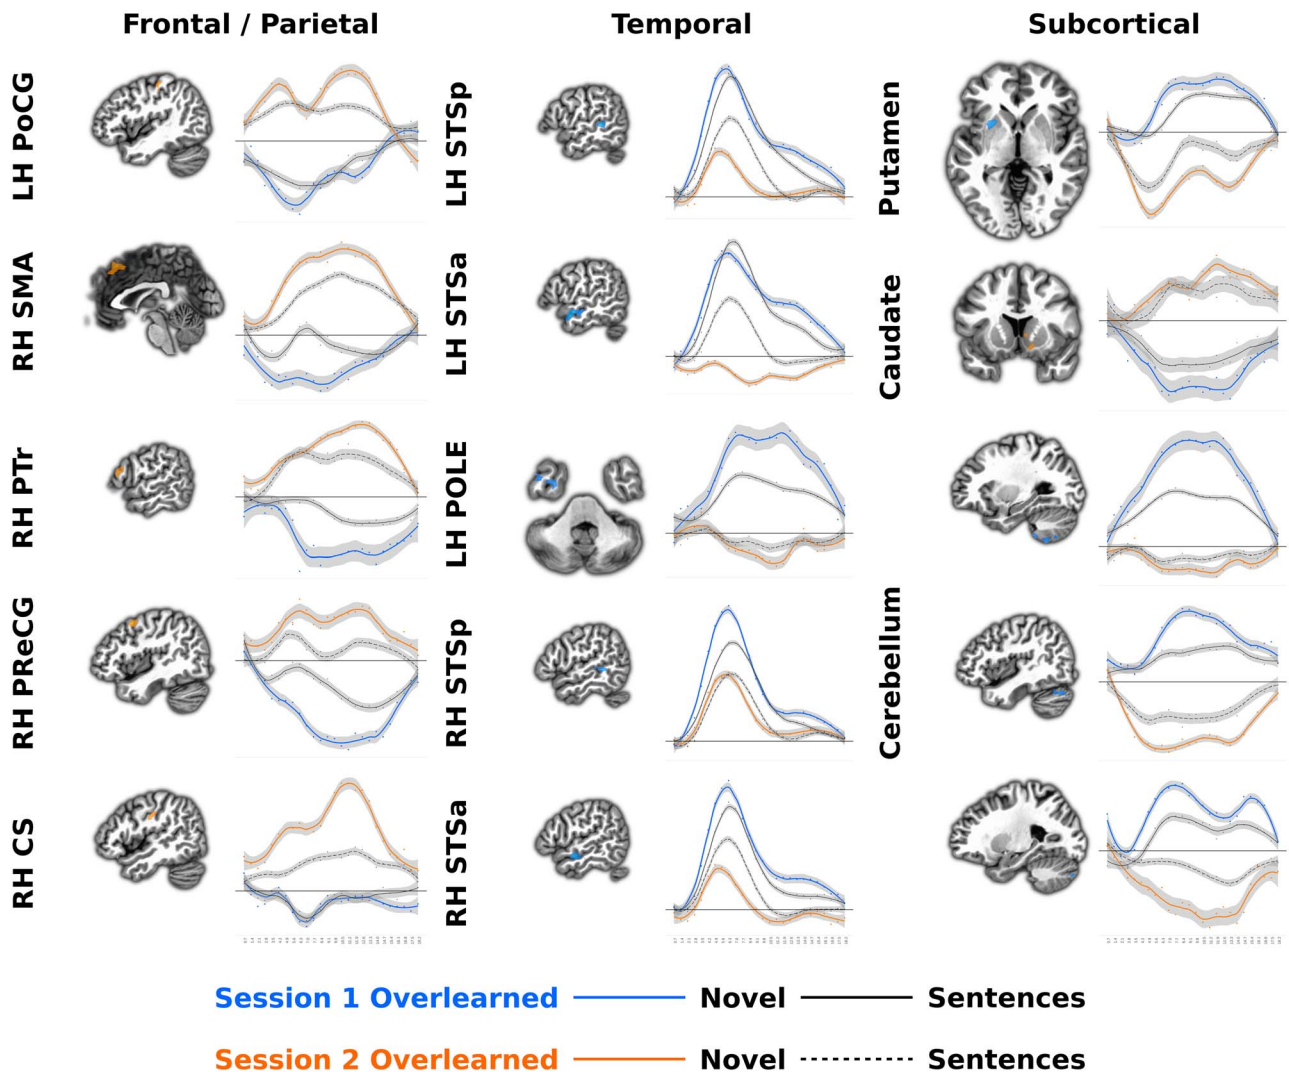 Frontal / Parietal
Temporal
Subcortical
LH PoCG
LH STSp
Putamen
RH SMA
LH STSa
Caudate
RH PTr
LH POLE
RH PReCG
RH STSp
Cerebellum
RH CS
RH STSa
Session 1 Overlearned Novel Sentences
Session 2 Overlearned Novel Sentences